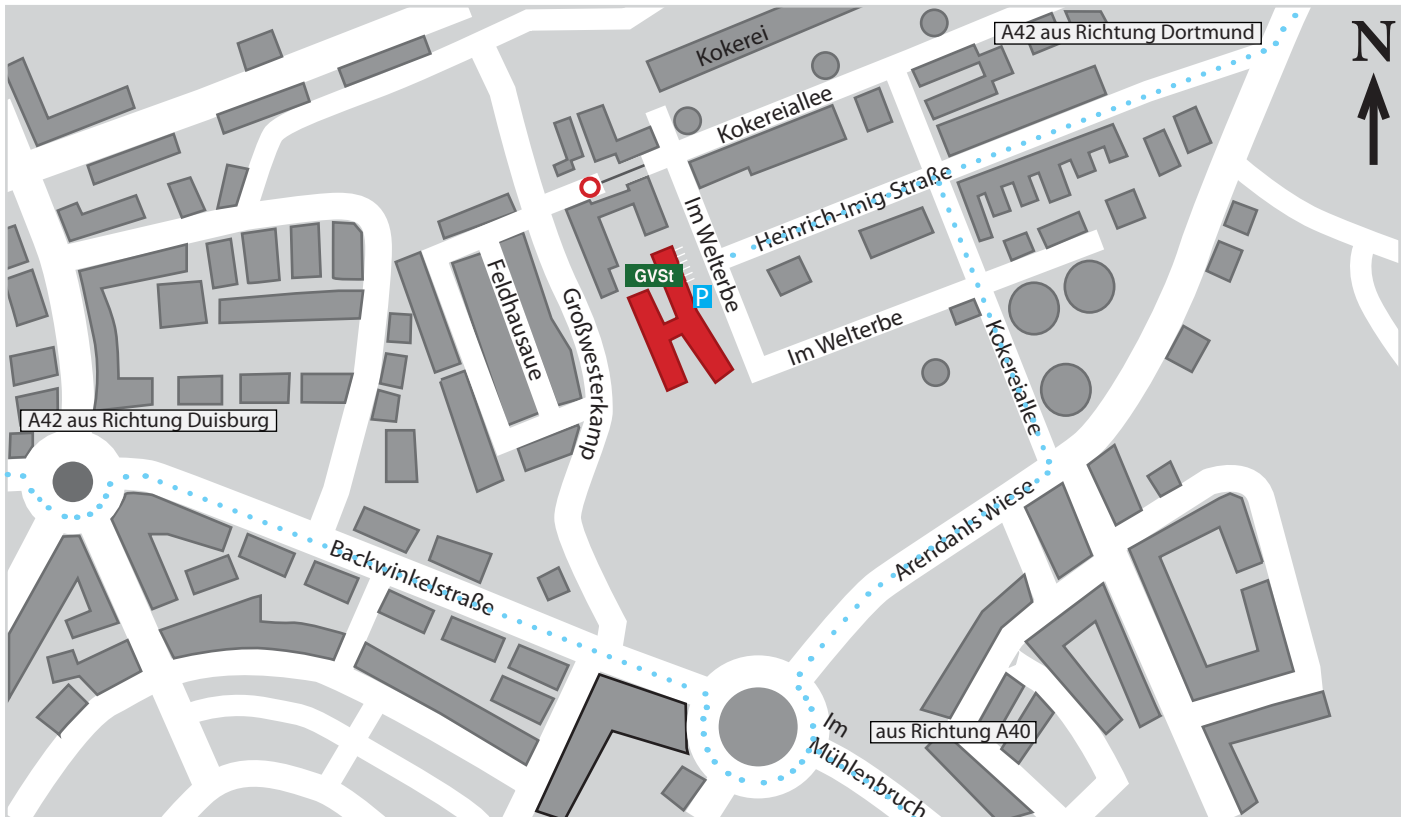 A42 aus Richtung Dortmund
N
Kokerei
Kokereiallee
Heinrich-Imig-Straße
Im Welterbe
GVSt
P
Feldhausaue
Großwesterkamp
Im Welterbe
Kokereiallee
A42 aus Richtung Duisburg
Arendahls Wiese
Backwinkelstraße
Im
Mühlenbruch
aus Richtung A40